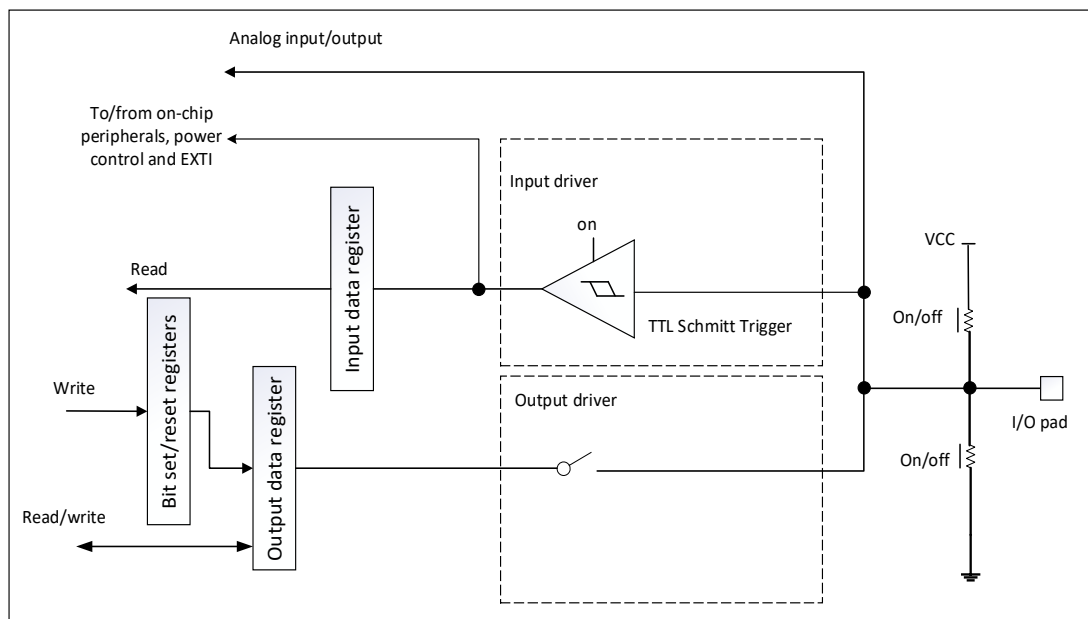 Analog input/output
To/from on-chip
peripherals, power
control and EXTI
Input driver
on
TTL Schmitt Trigger
Input data register
Read
VCC
On/off
Bit set/reset registers
Write
Output data register
Output driver
I/O pad
On/off
Read/write